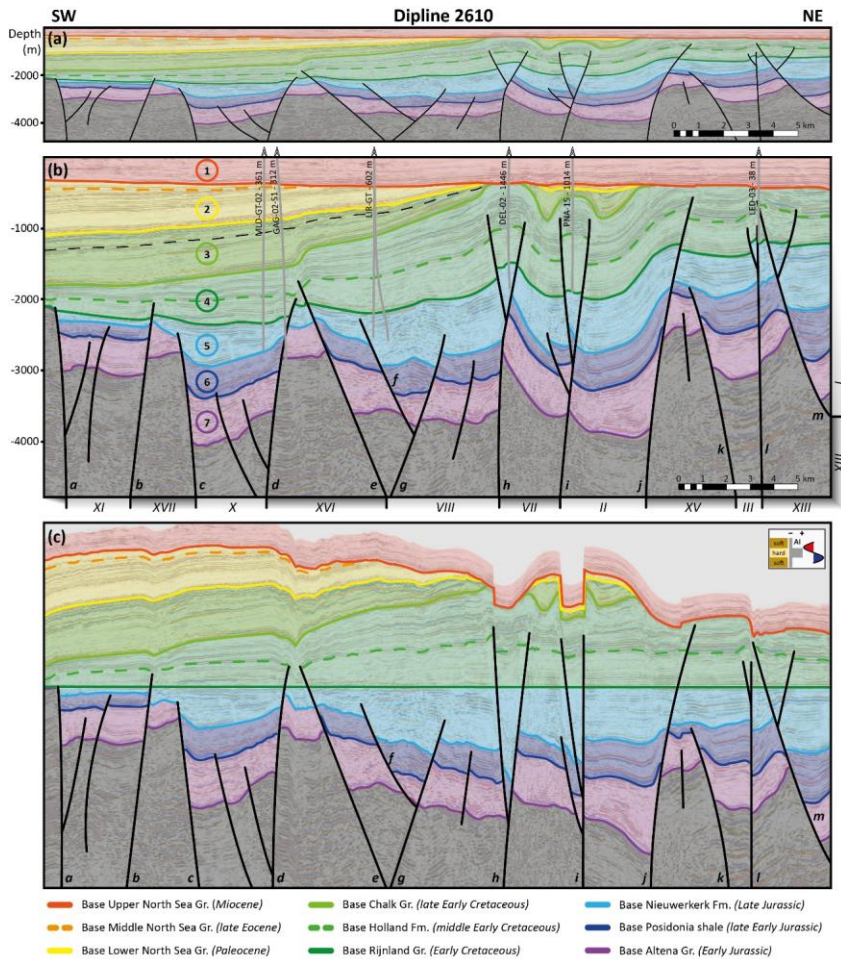 SW Dipline 2610 NE
Depth
(m)
(a)
-2000
-4000
0 1 2 3 4 5 km
(b)
1
MLD-GT-02 - 361 m
GAG-02-S1 - 312 m
LIR-GT - 602 m
DEL-02 - 1446 m
PNA-15 - 1014 m
LED-03 - 38 m
2
-1000
3
-2000
4
5
-3000
6
f
7
m
-4000
k l
0 1 2 3 4 5 km
a b c d e g h i j
XI XVII X XVI VIII VII II XV III XIII
(c)
- + AI
soft
hard
soft
f
m
a b c d e g h i j k l
Base Upper North Sea Gr. (Miocene) Base Chalk Gr. (late Early Cretaceous) Base Nieuwerkerk Fm. (Late Jurassic)
Base Middle North Sea Gr. (late Eocene) Base Holland Fm. (middle Early Cretaceous) Base Posidonia shale (late Early Jurassic)
Base Lower North Sea Gr. (Paleocene) Base Rijnland Gr. (Early Cretaceous) Base Altena Gr. (Early Jurassic)